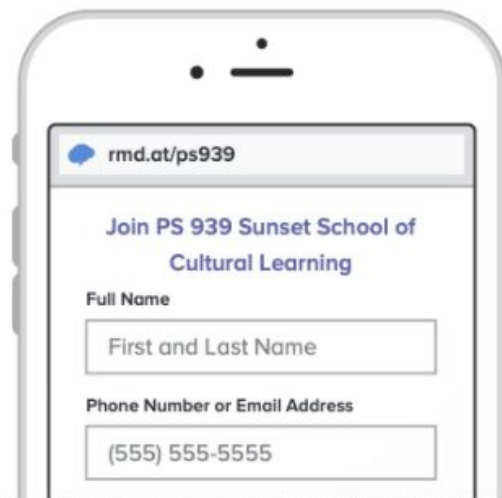 rmd.at/ps939
Join PS 939 Sunset School of
Cultural Learning
Full Name
First and Last Name
Phone Number or Email Address
(555) 555-5555